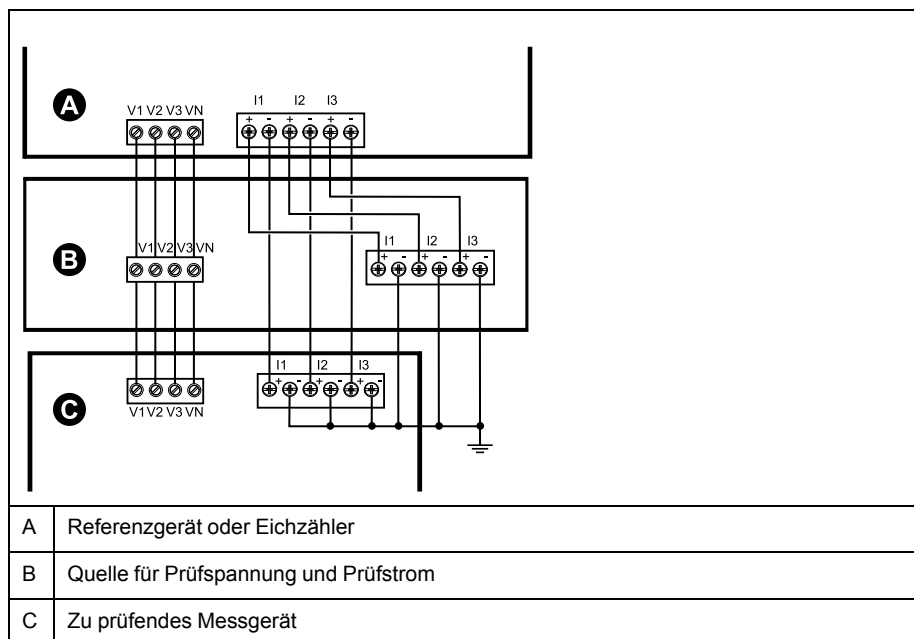 A
V1 V2 V3 VN
I1 I2 I3
+ - + - + -
B
V1 V2 V3 VN
I1 I2 I3
+ - + - + -
C
I1 I2 I3
+ - + - + -
V1 V2 V3 VN
A Referenzgerät oder Eichzähler
B Quelle für Prüfspannung und Prüfstrom
C Zu prüfendes Messgerät